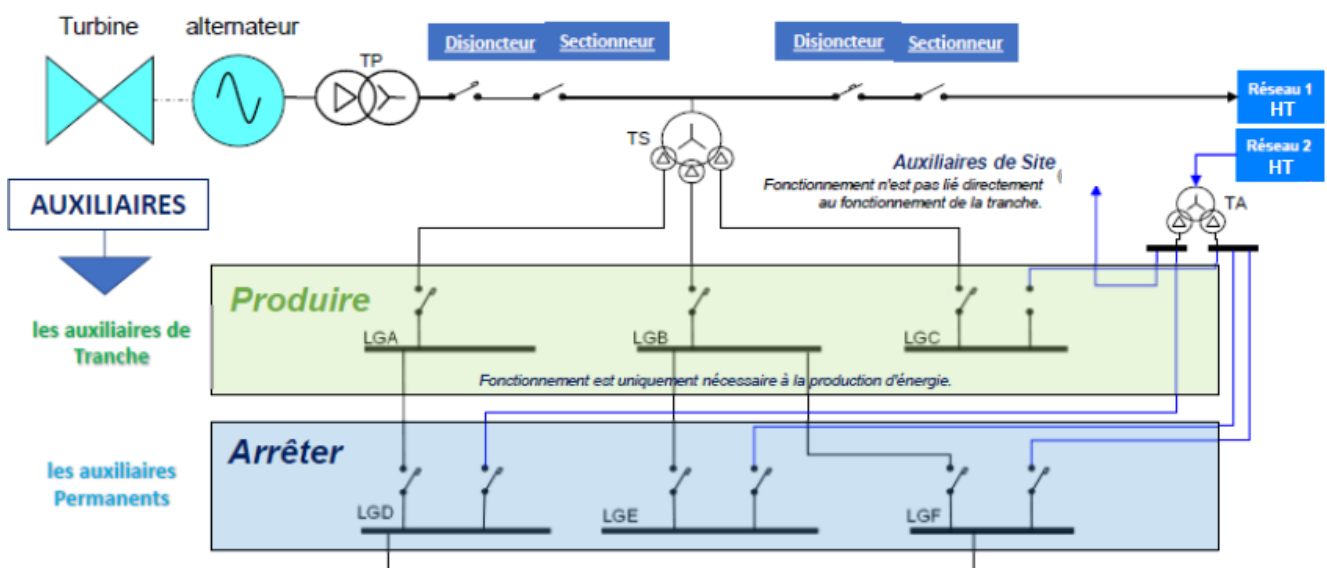 Turbine
alternateur
TP
Disjoncteur
Sectionneur
Disjoncteur
Sectionneur
Réseau 1
HT
Réseau 2
HT
TS
TA
Auxiliaires de Site
Fonctionnement n'est pas lié directement
au fonctionnement de la tranche.
AUXILIAIRES
les auxiliaires de
Tranche
Produire
LGA
LGB
LGC
Fonctionnement est uniquement nécessaire à la production d'énergie.
les auxiliaires
Permanents
Arrêter
LGD
LGE
LGF